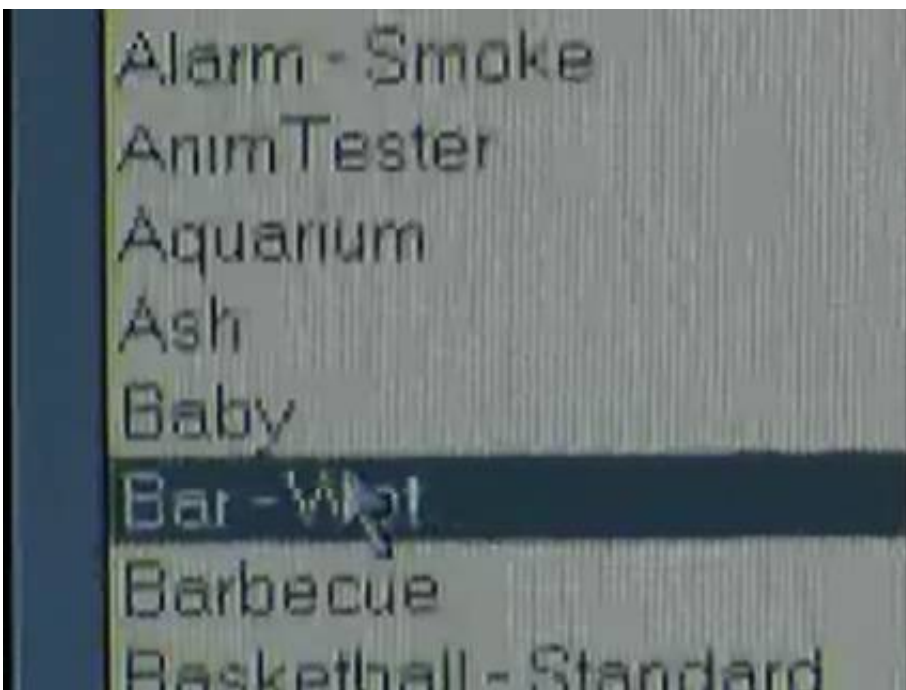 Alarm - Smoke
AnimTester
Aquarium
Ash
Baby
Bar -
Barbecue
Basketball - Standard